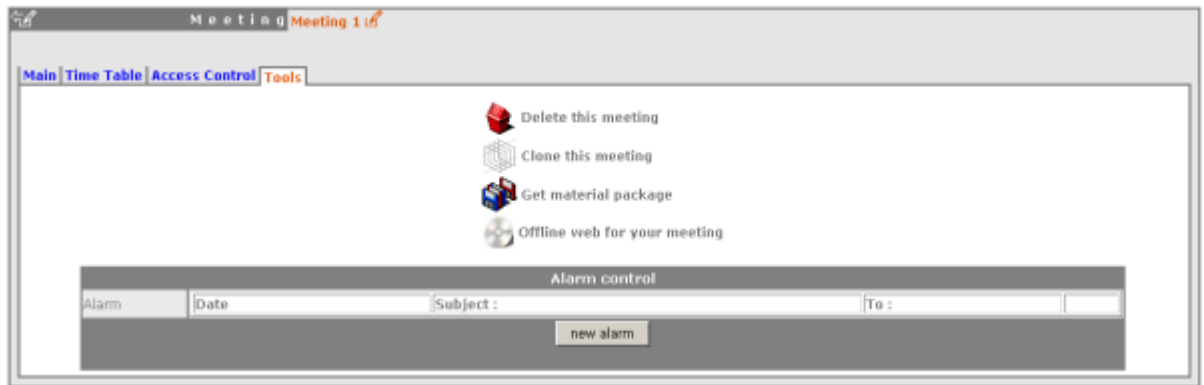 Meeting Meeting 1
Main Time Table Access Control Tools
Delete this meeting
Clone this meeting
Get material package
Offline web for your meeting
Alarm control
Alarm Date Subject : To :
new alarm